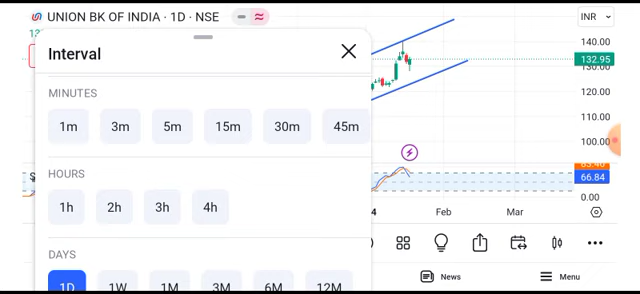 UNION BK OF INDIA · 1D · NSE
INR
Interval
MINUTES
1m 3m 5m 15m 30m 45m
HOURS
1h 2h 3h 4h
DAYS
1D 1W 1M 3M 6M 12M
140.00
132.95
130.00
120.00
110.00
100.00
66.84
0.00
Feb Mar
News Menu